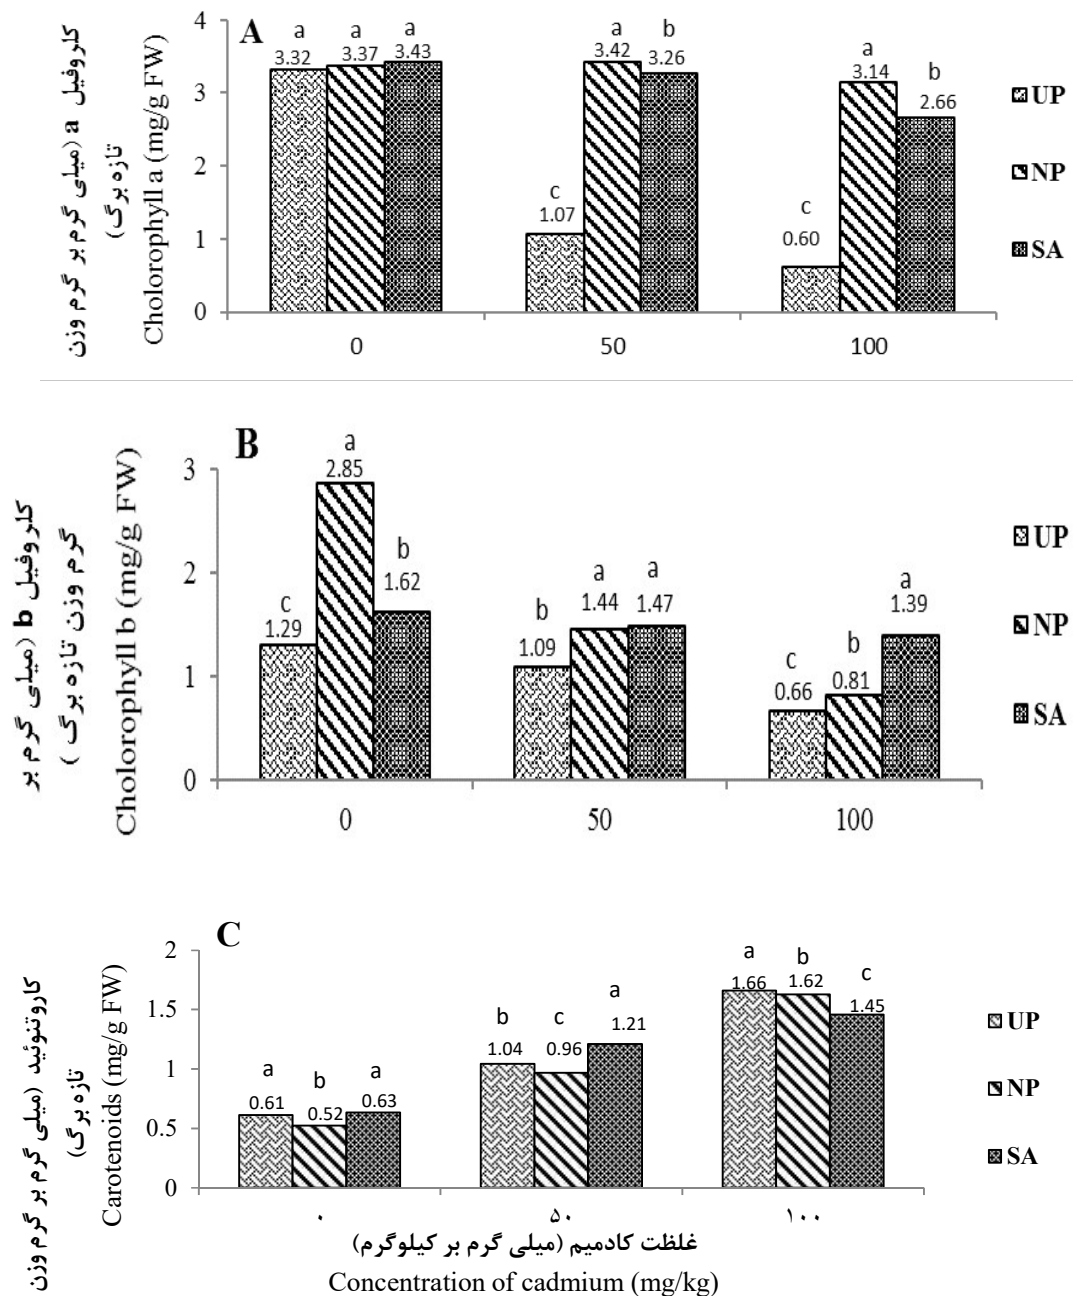 کلروفیل a (میلی گرم بر گرم وزن
تازه برگ)
Cholorophyll a (mg/g FW)
A
4
3
2
1
0
a
3.32
a
3.37
a
3.43
c
1.07
a
3.42
b
3.26
c
0.60
a
3.14
b
2.66
0
50
100
UP
NP
SA
کلروفیل b (میلی گرم بر
گرم وزن تازه برگ )
Cholorophyll b (mg/g FW)
B
3
2
1
0
c
1.29
a
2.85
b
1.62
b
1.09
a
1.44
a
1.47
c
0.66
b
0.81
a
1.39
0
50
100
UP
NP
SA
کاروتنوئید (میلی گرم بر گرم وزن
تازه برگ)
Carotenoids (mg/g FW)
C
2
1.5
1
0.5
0
a
0.61
b
0.52
a
0.63
b
1.04
c
0.96
a
1.21
a
1.66
b
1.62
c
1.45
۰
۵۰
۱۰۰
UP
NP
SA
غلظت کادمیم (میلی گرم بر کیلوگرم)
Concentration of cadmium (mg/kg)